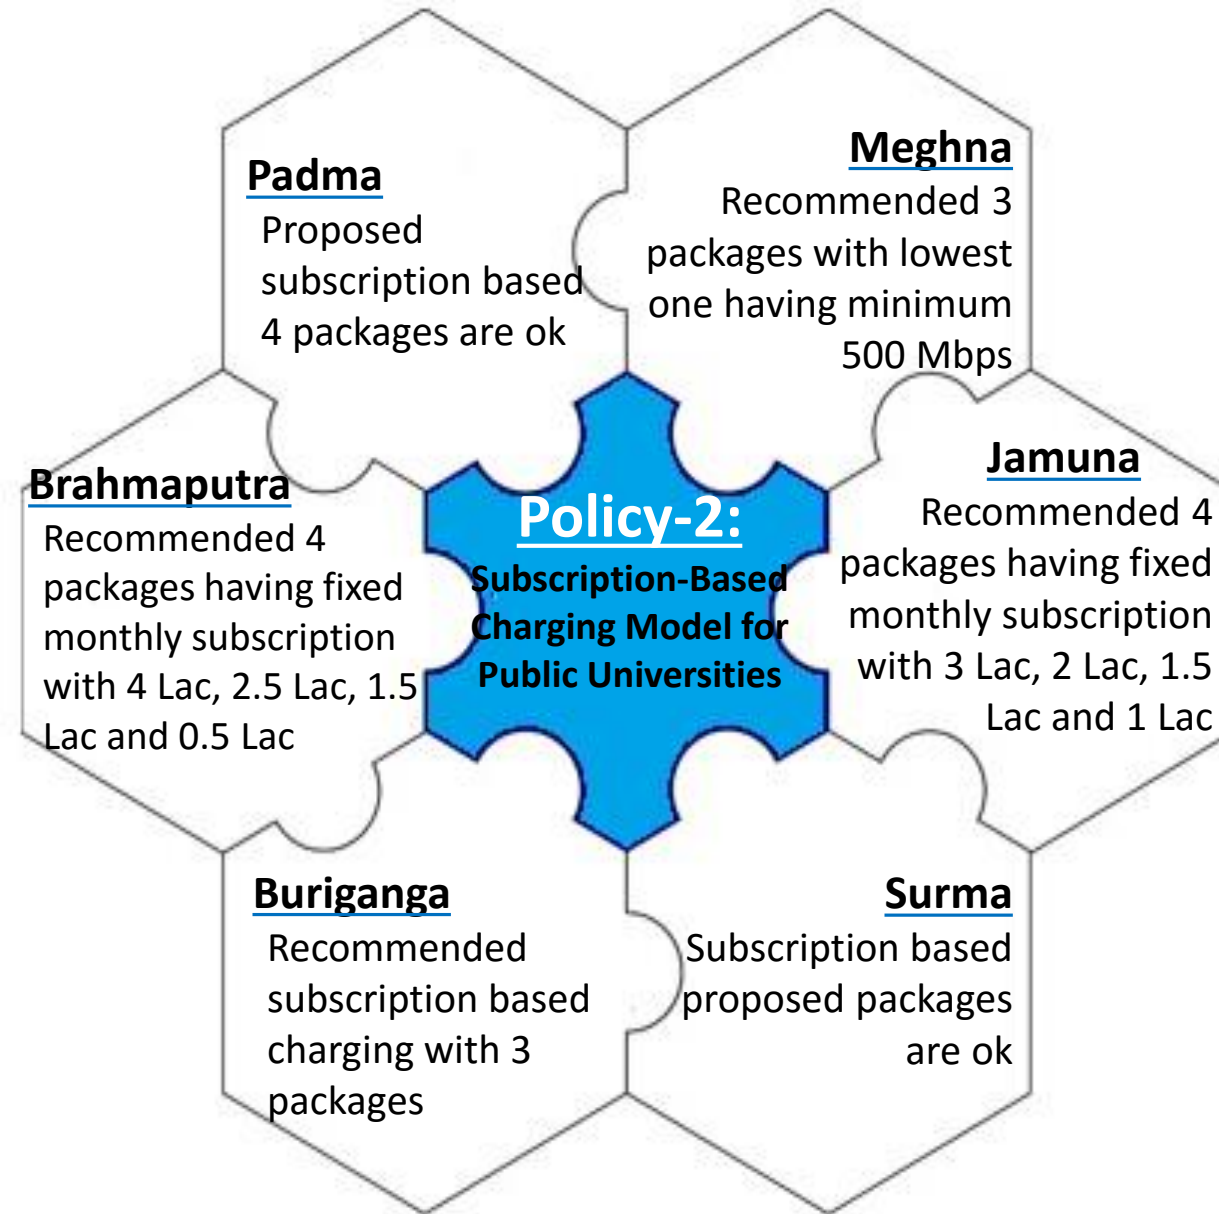 Padma
Proposed
subscription based
4 packages are ok
Meghna
Recommended 3
packages with lowest
one having minimum
500 Mbps
Brahmaputra
Recommended 4
packages having fixed
monthly subscription
with 4 Lac, 2.5 Lac, 1.5
Lac and 0.5 Lac
Policy-2:
Subscription-Based
Charging Model for
Public Universities
Jamuna
Recommended 4
packages having fixed
monthly subscription
with 3 Lac, 2 Lac, 1.5
Lac and 1 Lac
Buriganga
Recommended
subscription based
charging with 3
packages
Surma
Subscription based
proposed packages
are ok